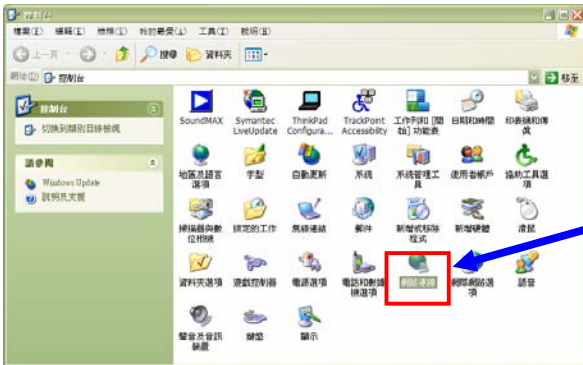 控制台
檔案(F) 編輯(E) 檢視(V) 我的最愛(A) 工具(T) 說明(H)
上一頁 搜尋 資料夾
網址(D) 控制台 移至
控制台
切換到類別目錄檢視
請參閱
Windows Update
說明及支援
SoundMAX
Symantec LiveUpdate
ThinkPad Configura...
TrackPoint Accessibility
工作列和 [開始] 功能表
日期和時間
印表機和傳真
地區及語言選項
字型
自動更新
系統
系統管理工具
使用者帳戶
協助工具選項
掃描器與數位相機
排定的工作
無線連結
郵件
新增或移除程式
新增硬體
滑鼠
資料夾選項
遊戲控制器
電源選項
電話和數據機選項
網路連線
網際網路選項
語音
聲音及音訊裝置
鍵盤
顯示